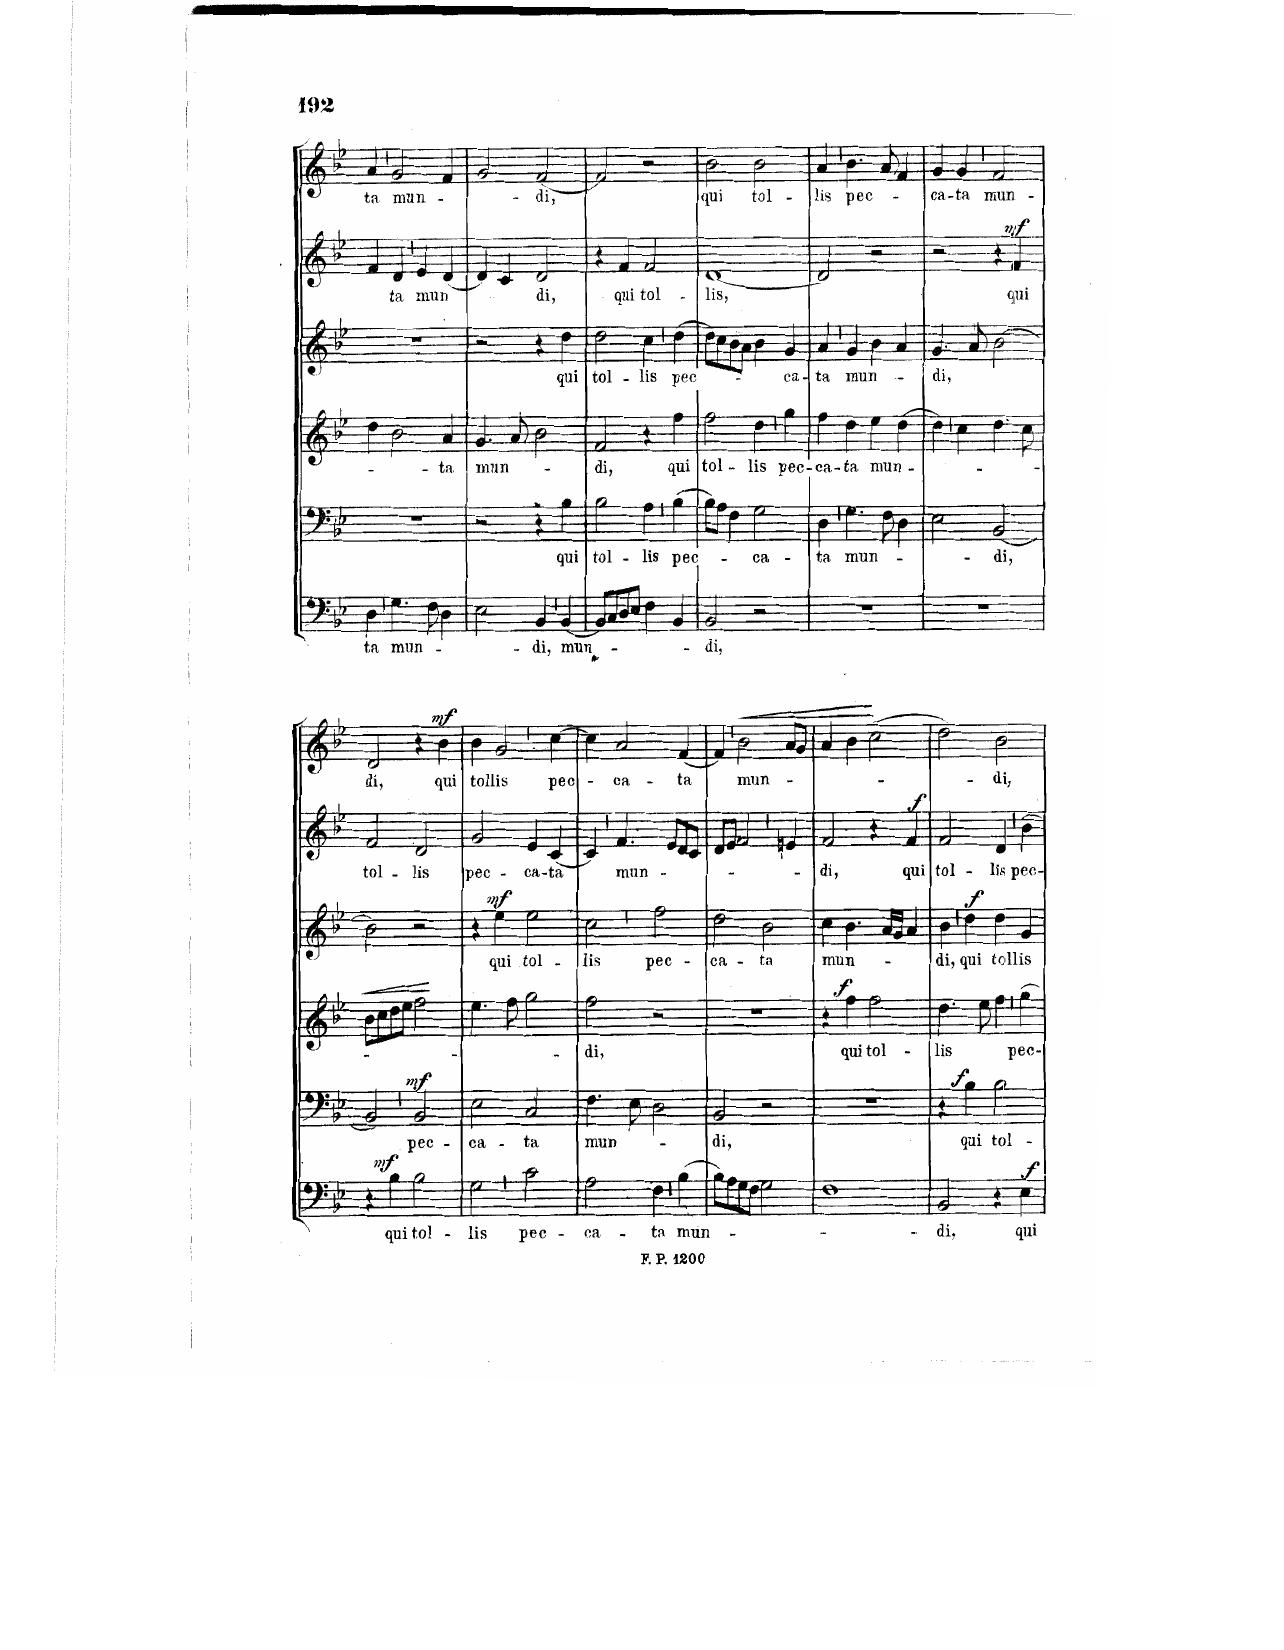 192
ta mun - - di, qui tol - lis pec - - ca-ta mun -
mf
ta mun di, qui tol - lis, qui
qui tol - lis pec - ca- ta mun - di,
- - ta mun - di, qui tol - lis pec-ca-ta mun - - -
qui tol - lis pec - ca - ta mun - - di,
ta mun - - di, mun - - di,
mf
di, qui tollis pec - ca - ta mun - - - di,
f
tol - lis pec - ca-ta mun - - - di, qui tol - lis pec-
mf f
qui tol - lis pec - ca - ta mun - di, qui tollis
f
- - - di, qui tol - lis pec-
mf f
pec - ca - ta mun - di, qui tol -
mf f
qui tol - lis pec - ca - ta mun - - - di, qui
F. P. 1200